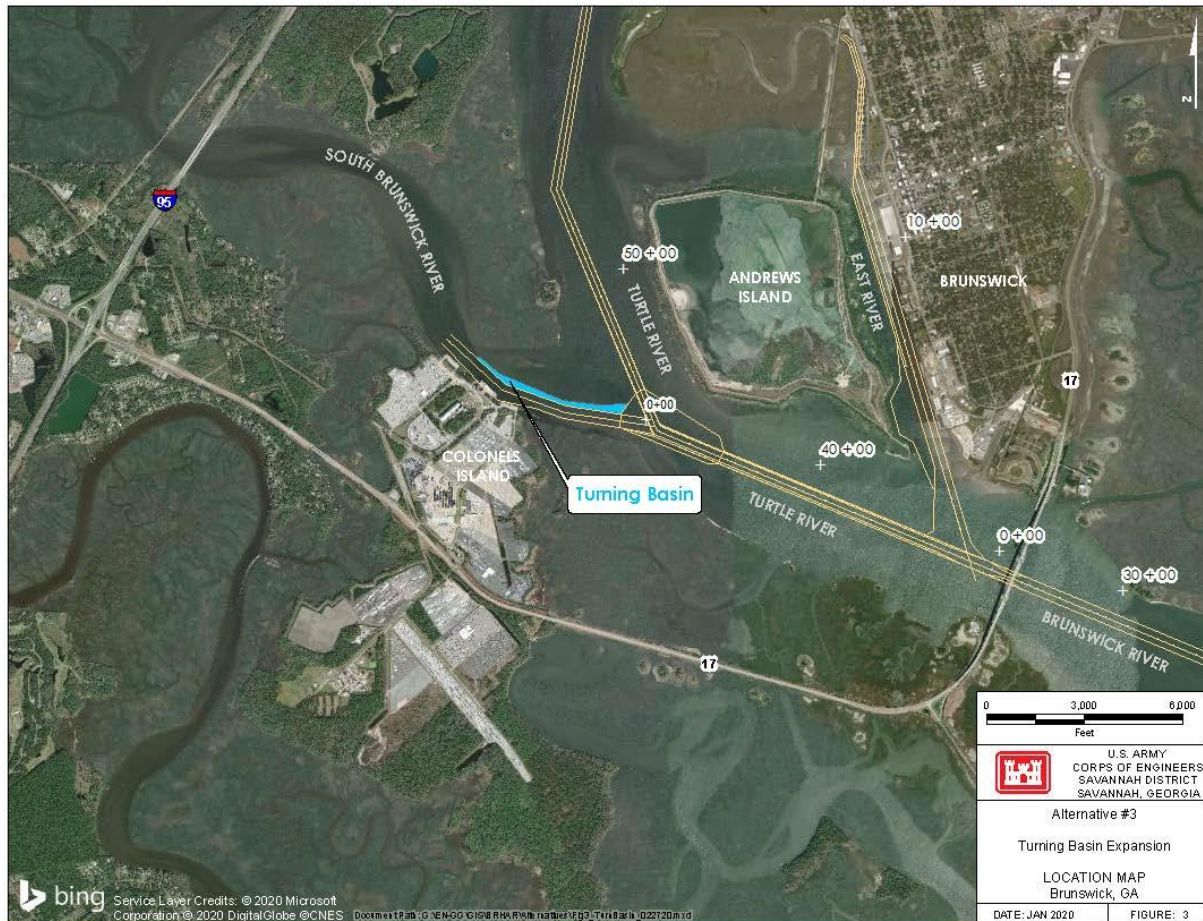 N
SOUTH BRUNSWICK RIVER
95
50 + 00
10 + 00
ANDREWS
ISLAND
EAST RIVER
BRUNSWICK
TURTLE RIVER
17
0+00
COLONELS
ISLAND
40 + 00
Turning Basin
TURTLE RIVER
0 + 00
30 + 00
BRUNSWICK RIVER
17
0 3,000 6,000
Feet
U.S. ARMY
CORPS OF ENGINEERS
SAVANNAH DISTRICT
SAVANNAH, GEORGIA
Alternative #3
Turning Basin Expansion
LOCATION MAP
Brunswick, GA
DATE: JAN 2020 FIGURE: 3
bing
Service Layer Credits: © 2020 Microsoft
Corporation © 2020 DigitalGlobe ©CNES
Document Path: